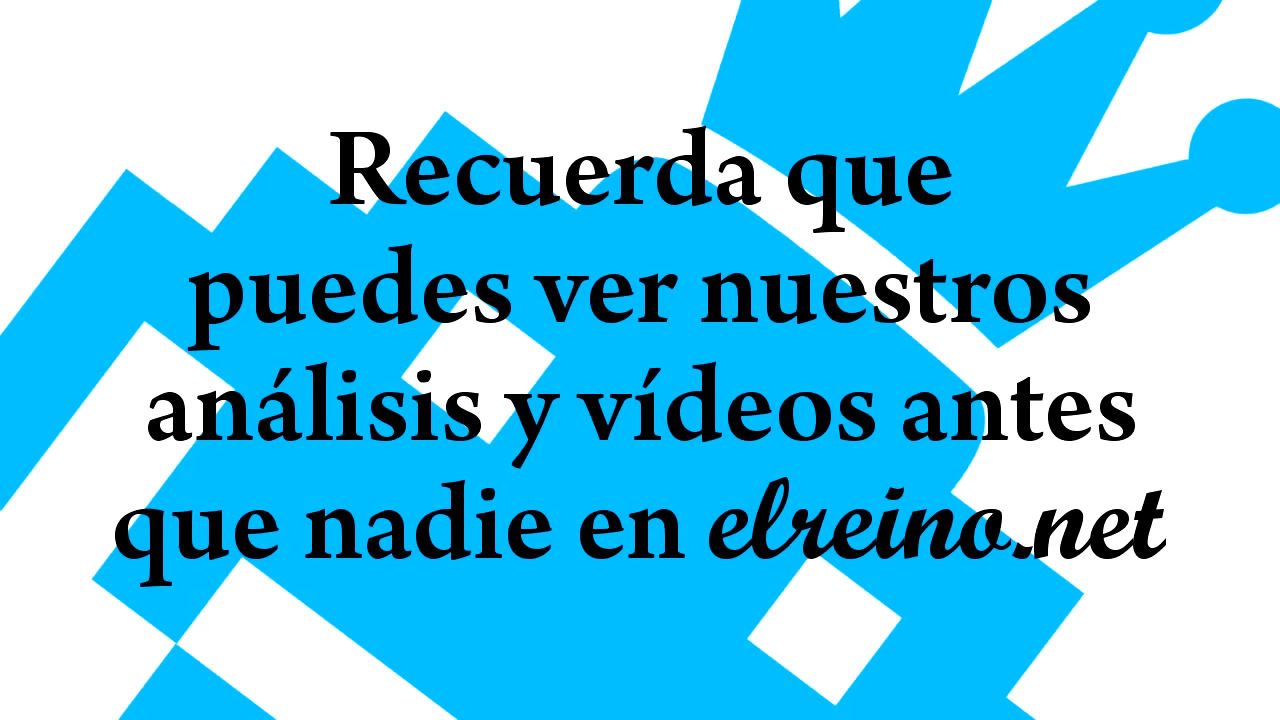 Recuerda que
puedes ver nuestros
análisis y vídeos antes
que nadie en elreino.net